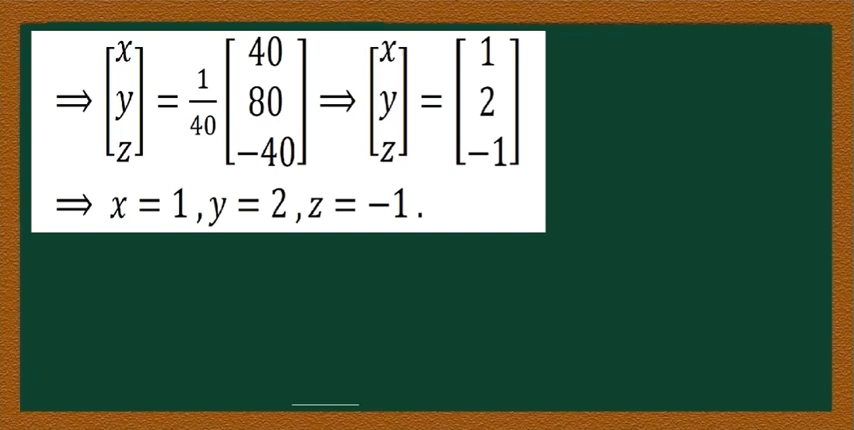 ⇒ [x y z] = 1/40 [40 80 −40] ⇒ [x y z] = [1 2 −1]
⇒ x = 1 , y = 2 , z = −1 .